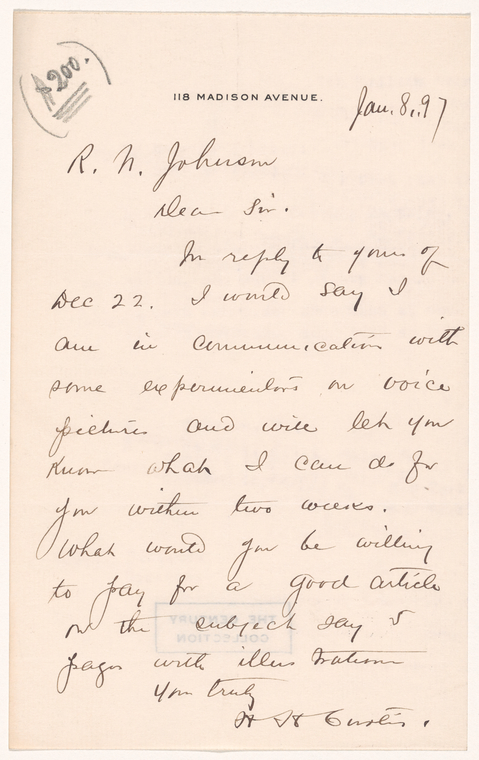 $200.
118 MADISON AVENUE.
Jan. 8, 97
R. N. Johnson
Dear Sir.
In reply to yours of
Dec 22. I would say I
am in communication with
some experimentors on voice
pictures and will let you
know what I can do for
you within two weeks.
What would you be willing
to pay for a good article
on the subject say 5
pages with illustrations
Yours truly
H H Curtis.
THE CENTURY
COLLECTION